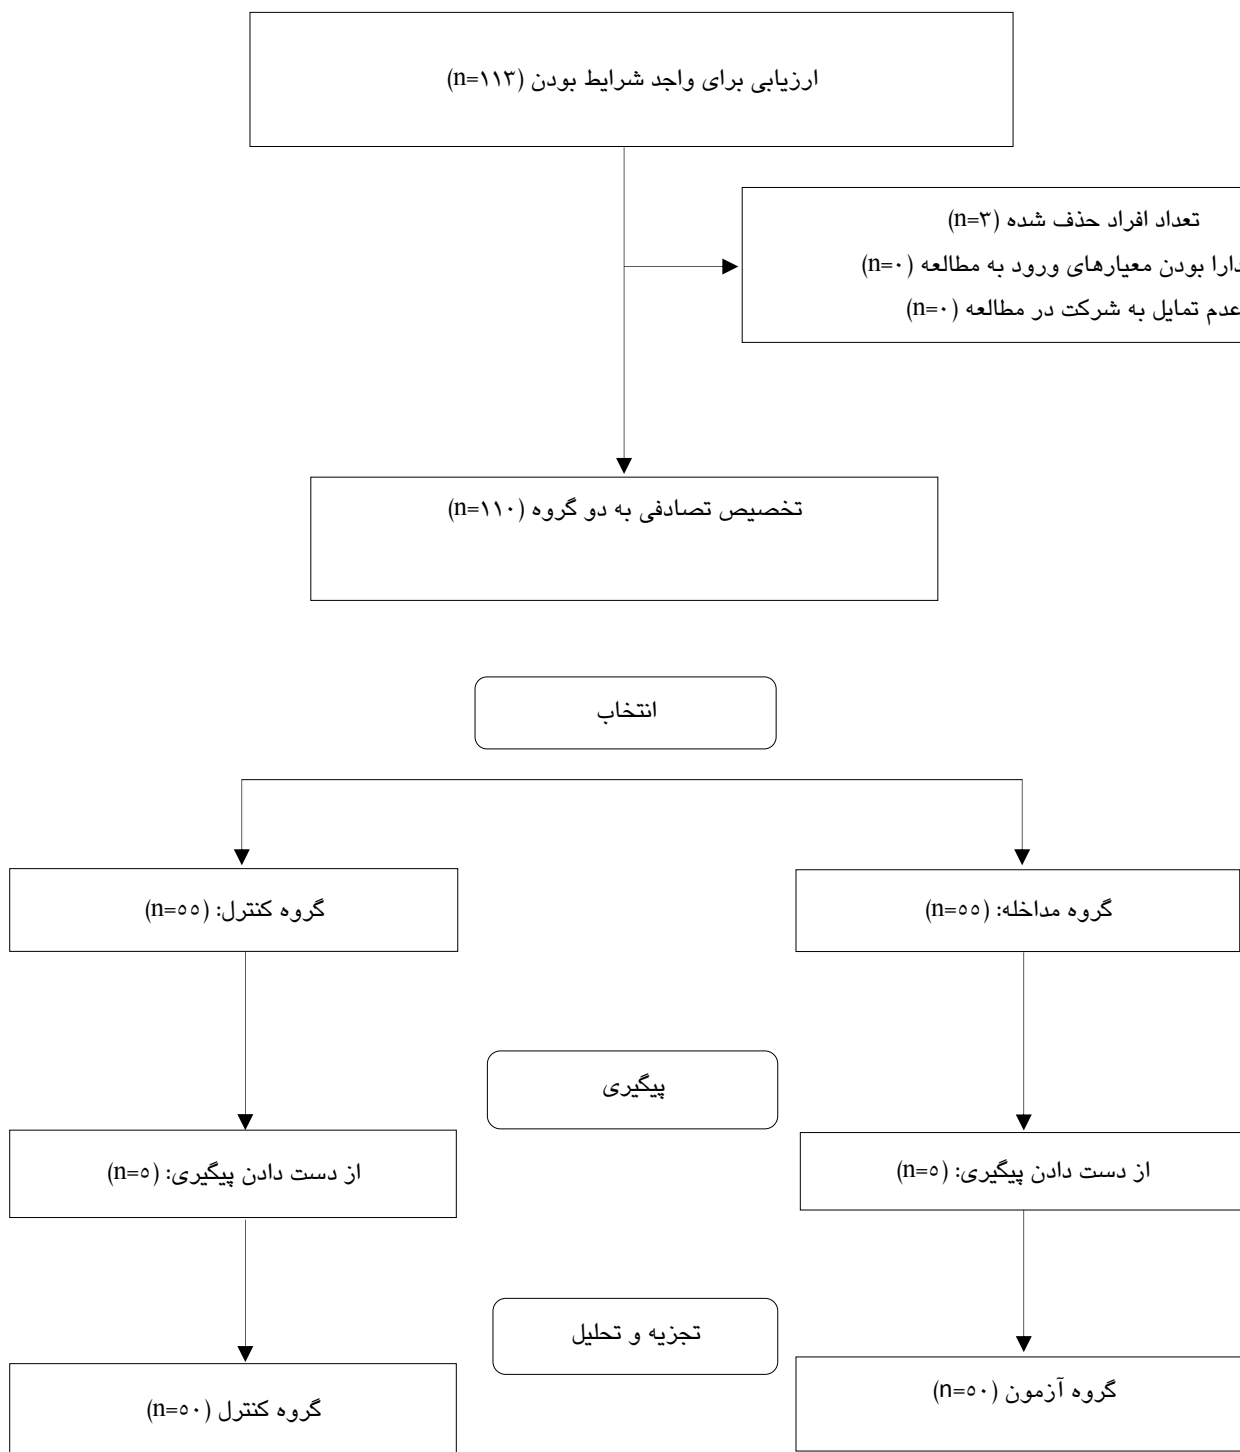 ارزیابی برای واجد شرایط بودن (n=۱۱۳)
تعداد افراد حذف شده (n=۳)
دارا بودن معیارهای ورود به مطالعه (n=۰)
عدم تمایل به شرکت در مطالعه (n=۰)
تخصیص تصادفی به دو گروه (n=۱۱۰)
انتخاب
گروه مداخله: (n=۵۵)
گروه کنترل: (n=۵۵)
پیگیری
از دست دادن پیگیری: (n=۵)
از دست دادن پیگیری: (n=۵)
تجزیه و تحلیل
گروه آزمون (n=۵۰)
گروه کنترل (n=۵۰)